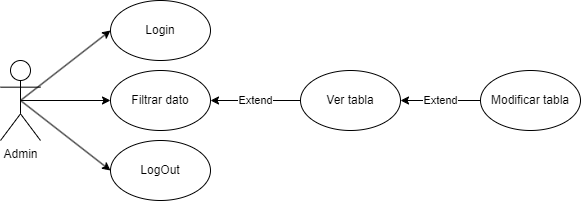 Login
Filtrar dato
Extend
Ver tabla
Extend
Modificar tabla
Admin
LogOut